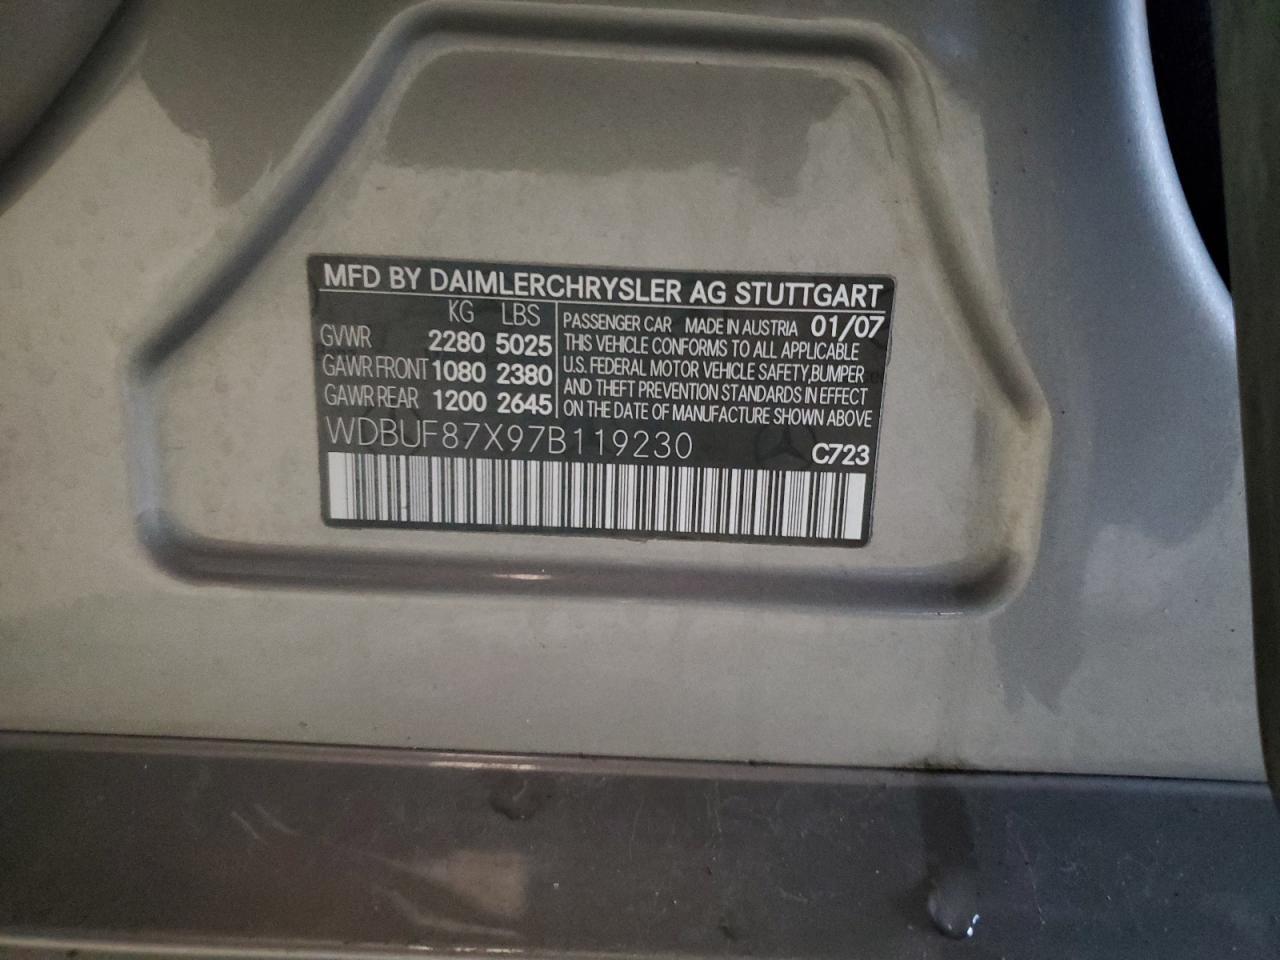 MFD BY DAIMLERCHRYSLER AG STUTTGART
KG LBS
GVWR 2280 5025
GAWR FRONT 1080 2380
GAWR REAR 1200 2645
PASSENGER CAR MADE IN AUSTRIA 01/07
THIS VEHICLE CONFORMS TO ALL APPLICABLE
U.S. FEDERAL MOTOR VEHICLE SAFETY,BUMPER
AND THEFT PREVENTION STANDARDS IN EFFECT
ON THE DATE OF MANUFACTURE SHOWN ABOVE
WDBUF87X97B119230
C723